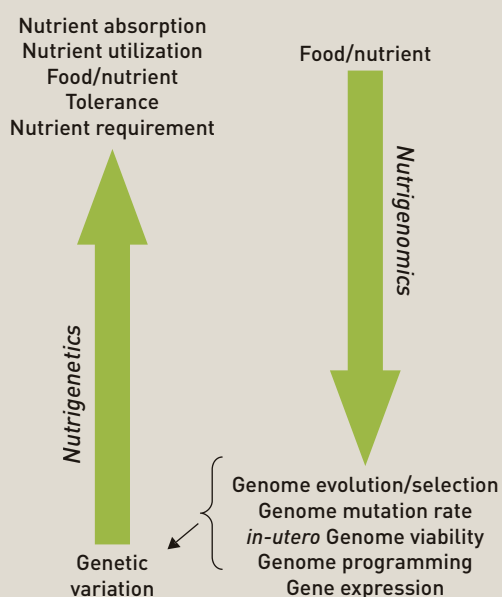 Nutrient absorption
Nutrient utilization
Food/nutrient
Tolerance
Nutrient requirement
Nutrigenetics
Genetic
variation
Food/nutrient
Nutrigenomics
Genome evolution/selection
Genome mutation rate
in-utero Genome viability
Genome programming
Gene expression